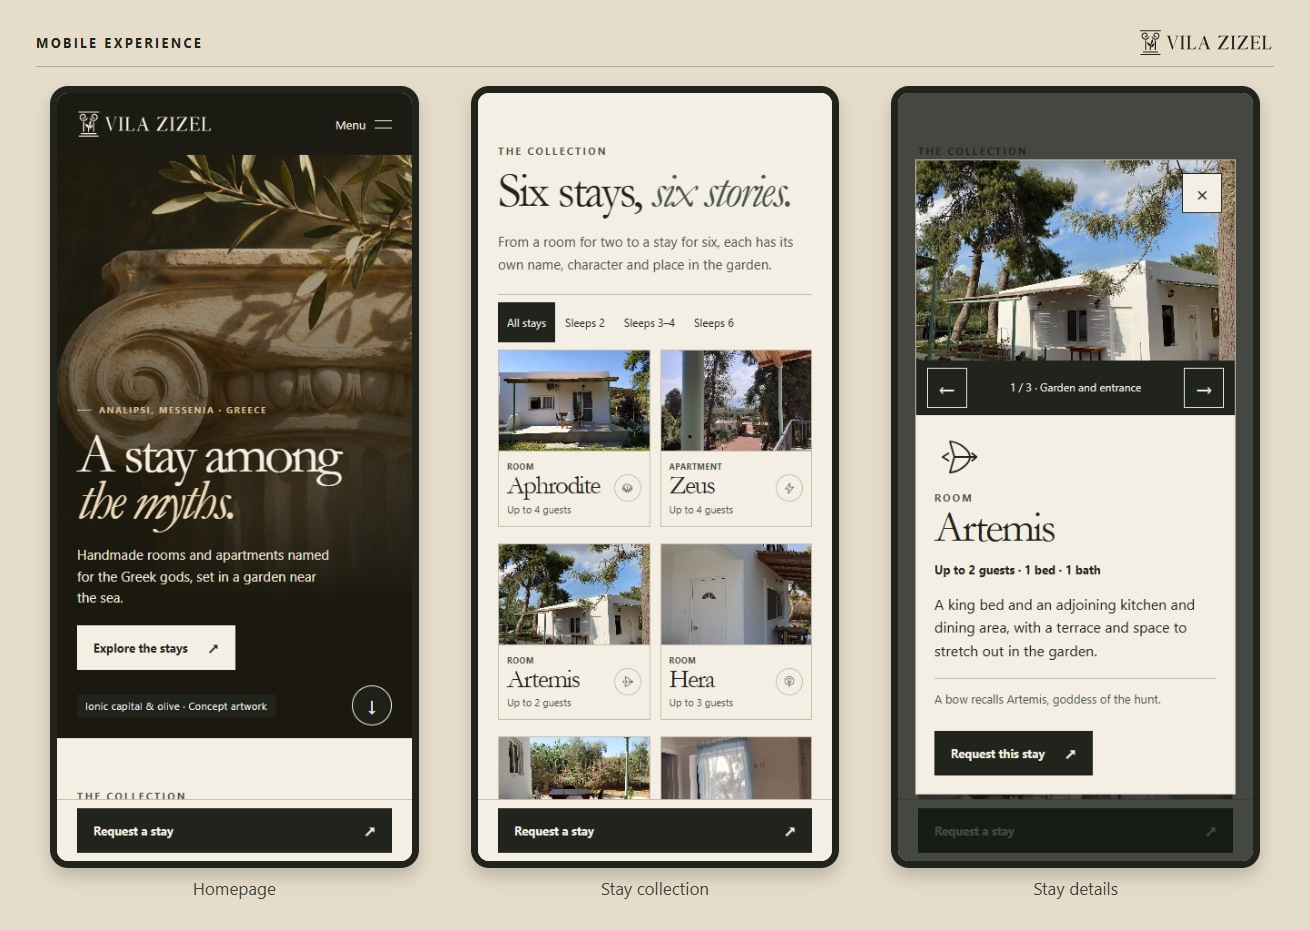 MOBILE EXPERIENCE
VILA ZIZEL
VILA ZIZEL
Menu
ANALIPSI, MESSENIA · GREECE
A stay among
the myths.
Handmade rooms and apartments named
for the Greek gods, set in a garden near
the sea.
Explore the stays ↗
Ionic capital & olive · Concept artwork
↓
THE COLLECTION
Request a stay ↗
Homepage
THE COLLECTION
Six stays, six stories.
From a room for two to a stay for six, each has its
own name, character and place in the garden.
All stays
Sleeps 2
Sleeps 3–4
Sleeps 6
ROOM
Aphrodite
Up to 4 guests
APARTMENT
Zeus
Up to 4 guests
ROOM
Artemis
Up to 2 guests
ROOM
Hera
Up to 3 guests
Request a stay ↗
Stay collection
THE COLLECTION
×
←
1 / 3 · Garden and entrance
→
ROOM
Artemis
Up to 2 guests · 1 bed · 1 bath
A king bed and an adjoining kitchen and
dining area, with a terrace and space to
stretch out in the garden.
A bow recalls Artemis, goddess of the hunt.
Request this stay ↗
Request a stay ↗
Stay details